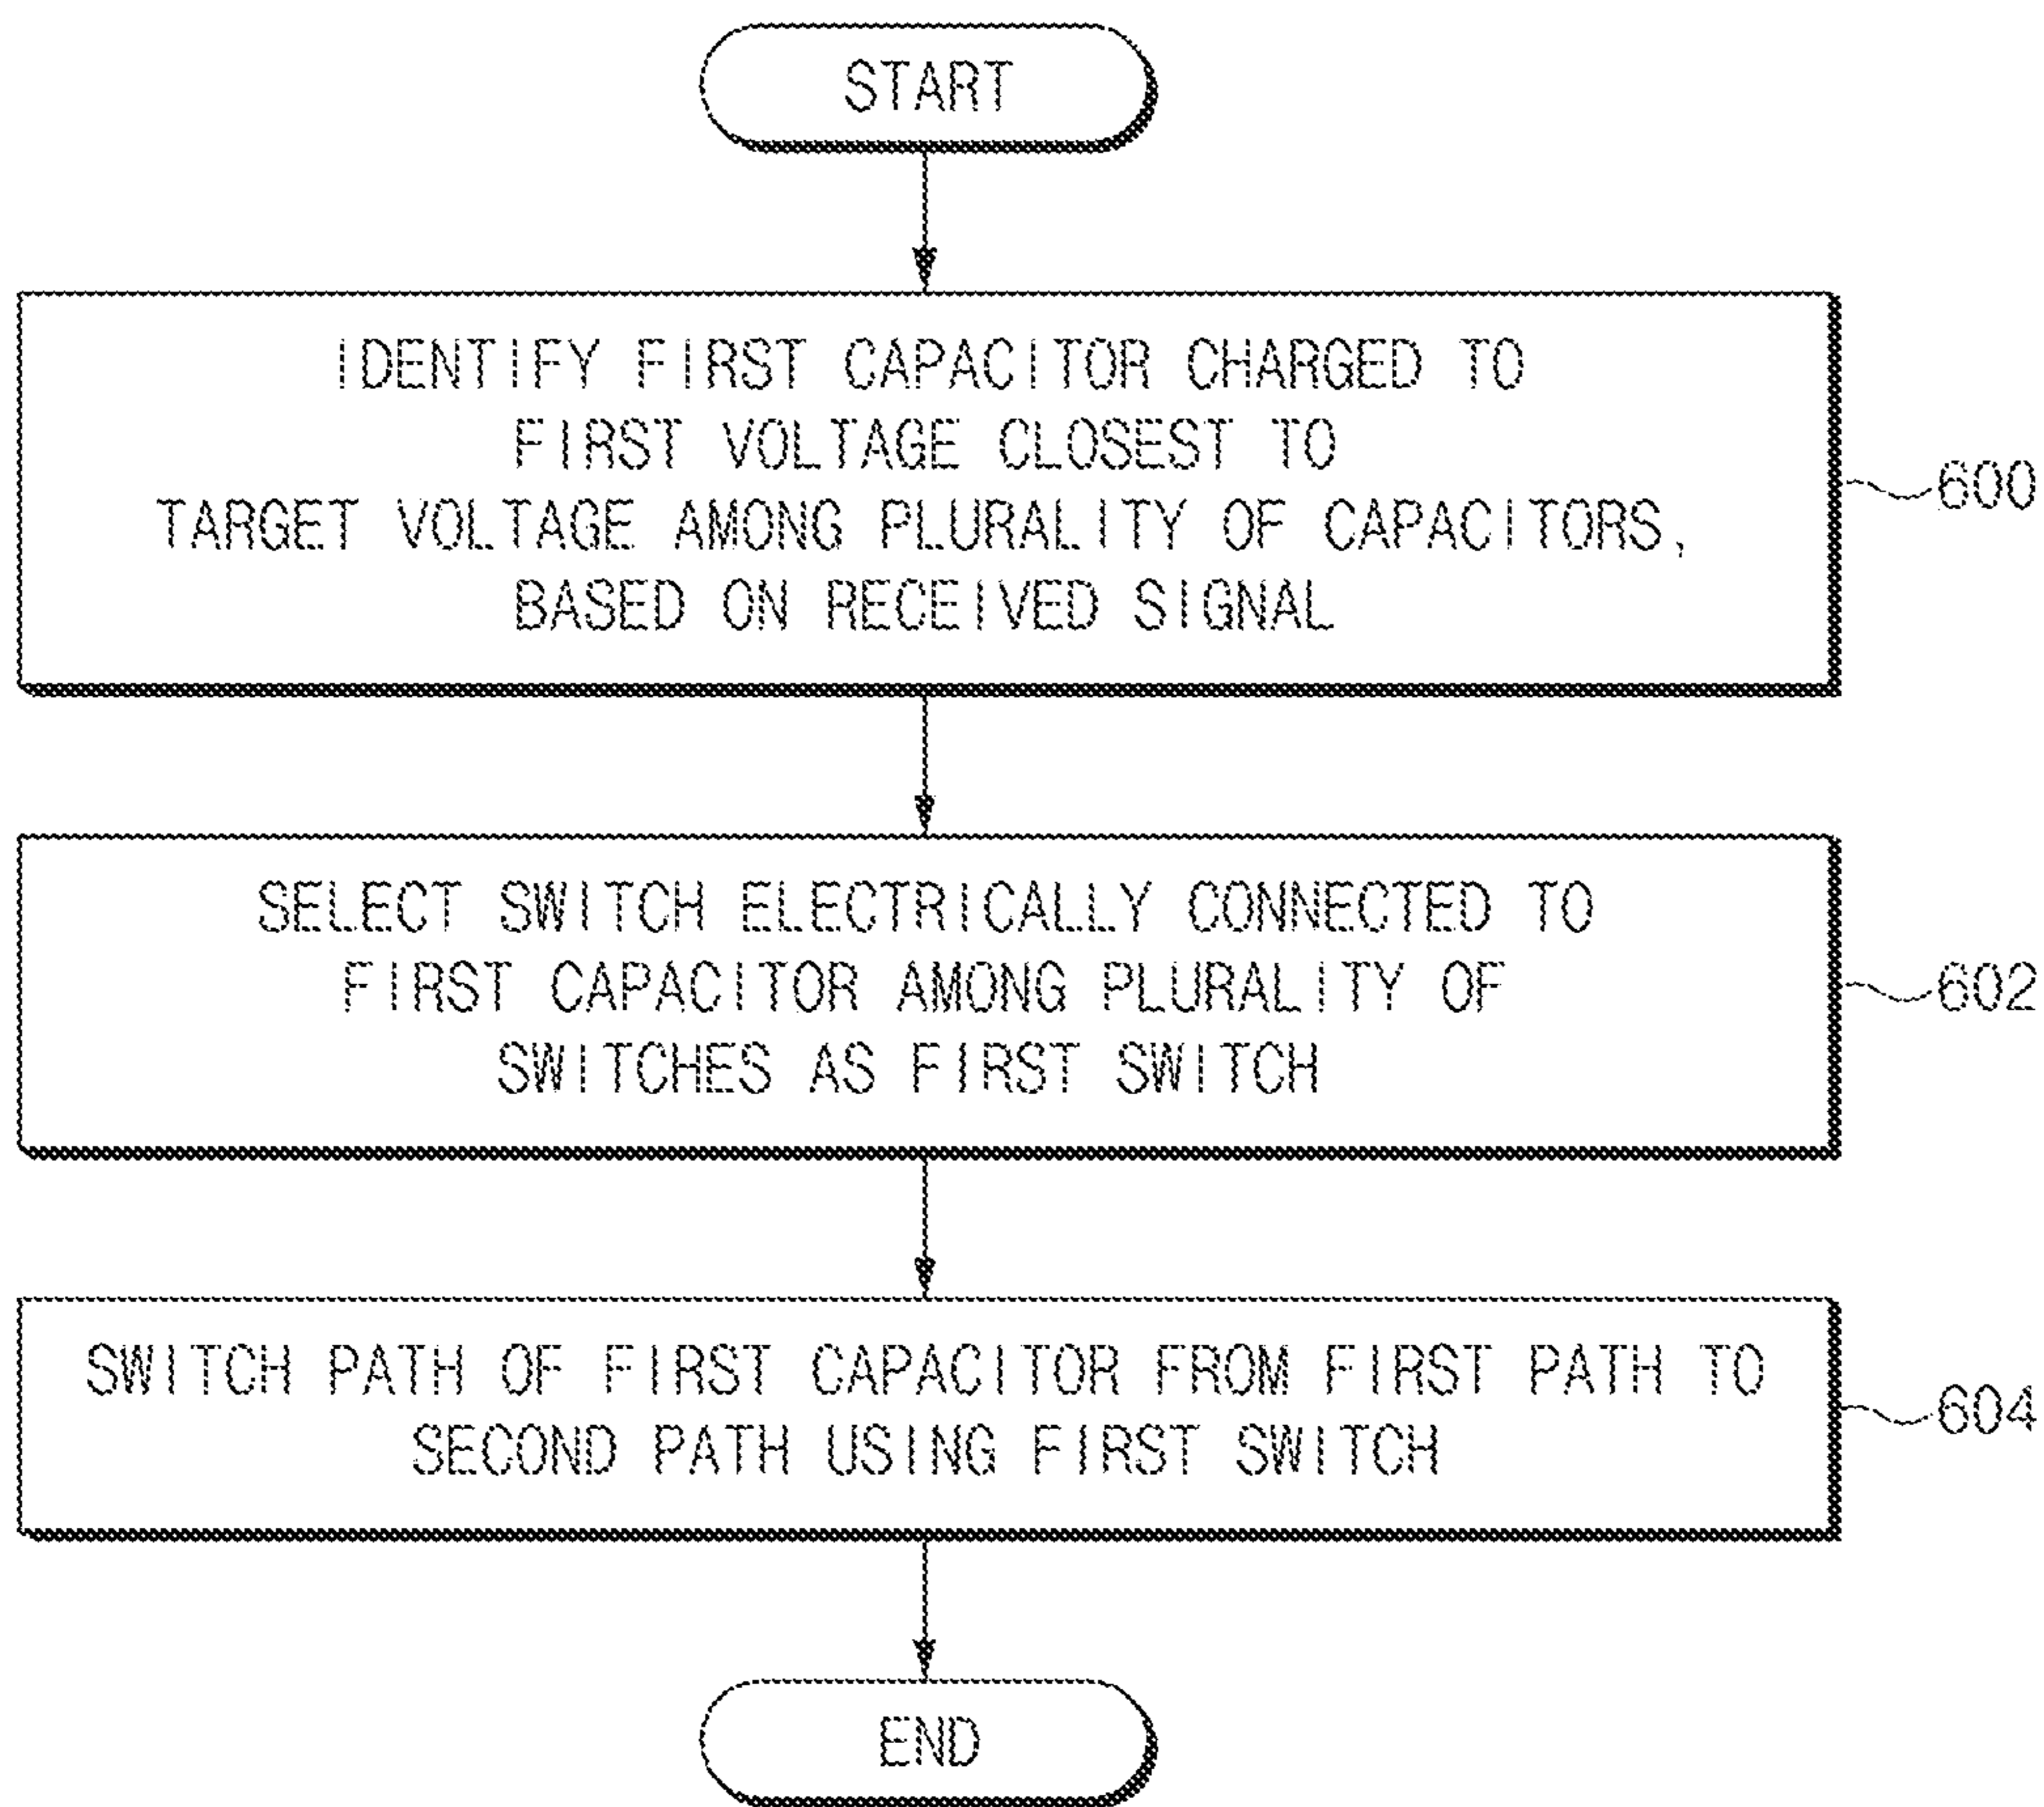 START
IDENTIFY FIRST CAPACITOR CHARGED TO
FIRST VOLTAGE CLOSEST TO
TARGET VOLTAGE AMONG PLURALITY OF CAPACITORS,
BASED ON RECEIVED SIGNAL
600
SELECT SWITCH ELECTRICALLY CONNECTED TO
FIRST CAPACITOR AMONG PLURALITY OF
SWITCHES AS FIRST SWITCH
602
SWITCH PATH OF FIRST CAPACITOR FROM FIRST PATH TO
SECOND PATH USING FIRST SWITCH
604
END